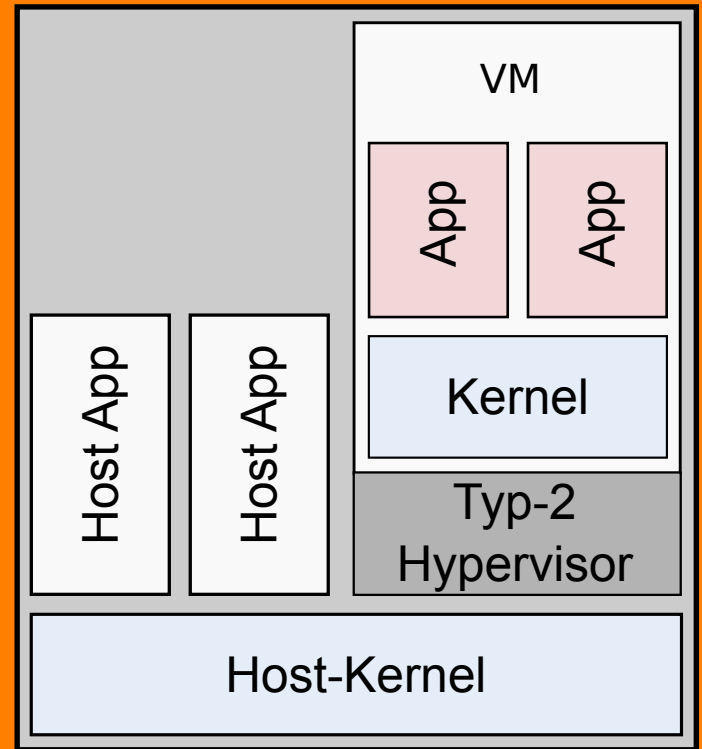 VM
App
App
Kernel
Host App
Host App
Typ-2
Hypervisor
Host-Kernel